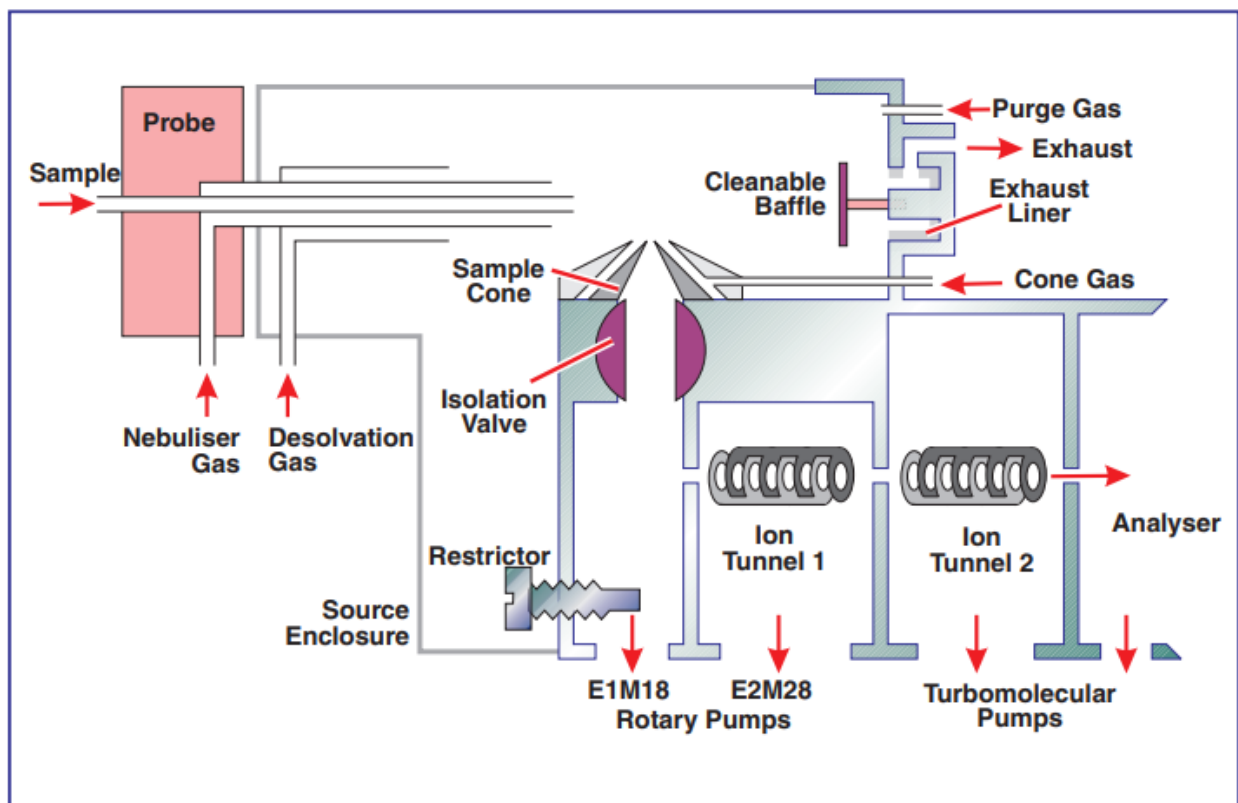 Probe
Sample
Purge Gas
Exhaust
Cleanable
Baffle
Exhaust
Liner
Sample
Cone
Cone Gas
Isolation
Valve
Nebuliser
Gas
Desolvation
Gas
Restrictor
Ion
Tunnel 1
Ion
Tunnel 2
Analyser
Source
Enclosure
E1M18
E2M28
Rotary Pumps
Turbomolecular
Pumps